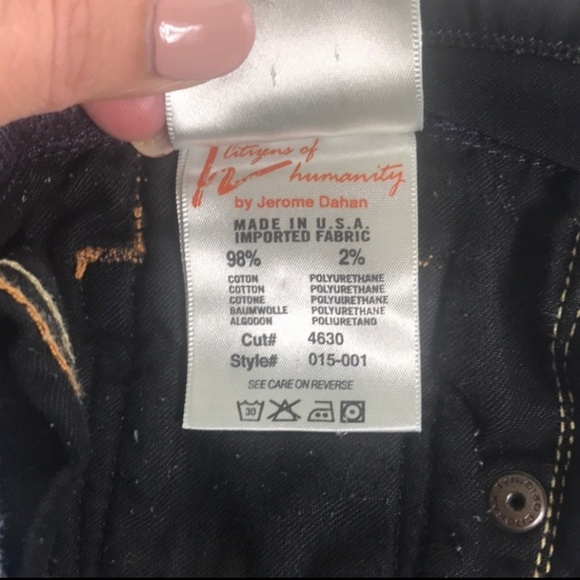 Citizens of
humanity
by Jerome Dahan
MADE IN U.S.A.
IMPORTED FABRIC
98% 2%
COTON POLYURETHANE
COTTON POLYURETHANE
COTONE POLYUIRETHANE
BAUMWOLLE POLYURETHANE
ALGODON POLIURETANO
Cut# 4630
Style# 015-001
SEE CARE ON REVERSE
30